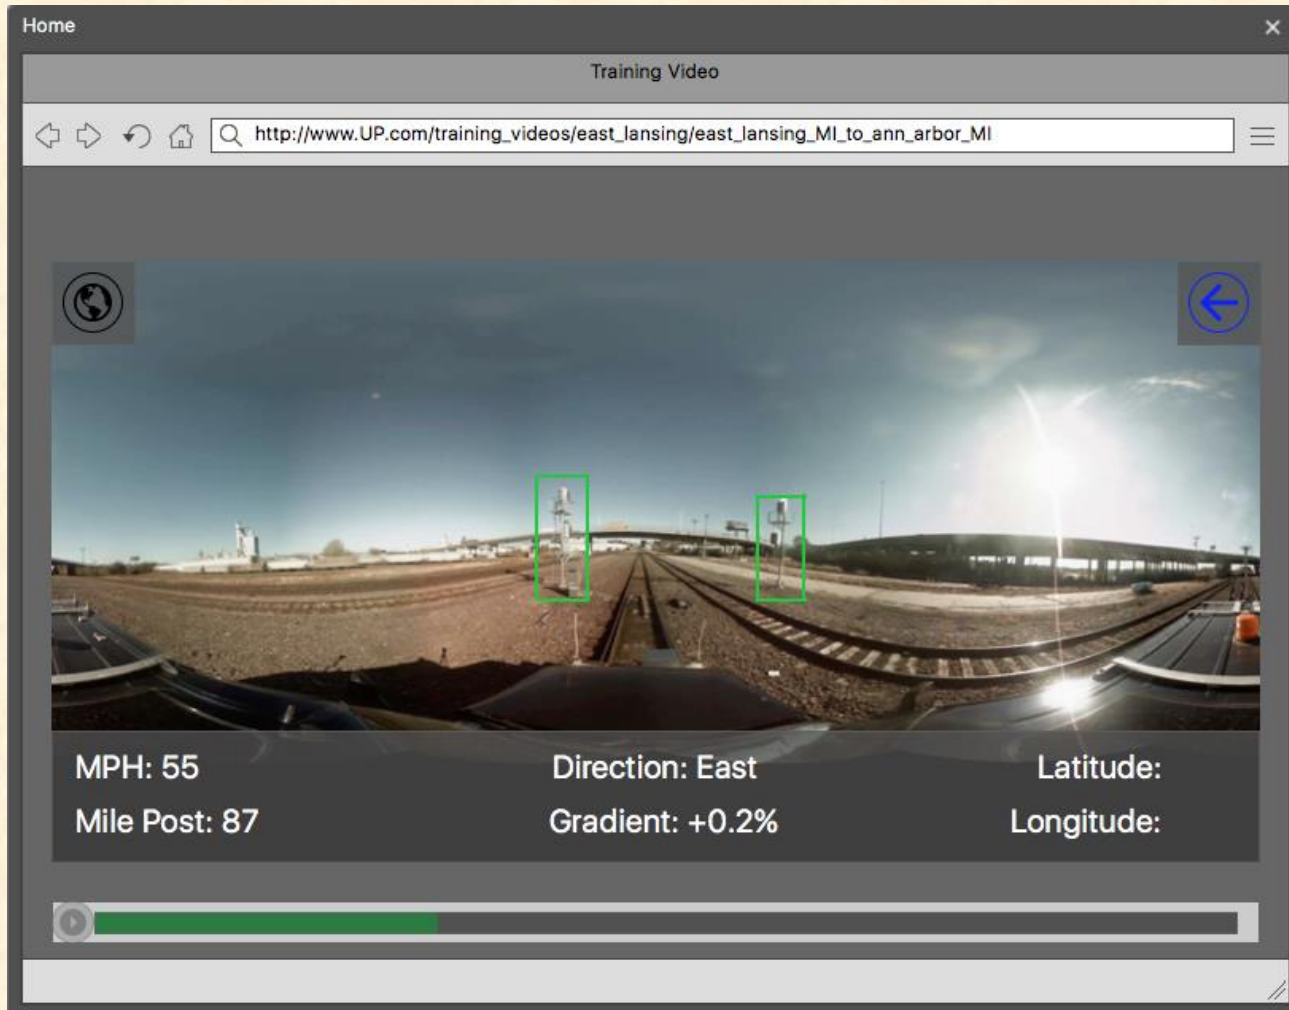 Home
Training Video
http://www.UP.com/training_videos/east_lansing/east_lansing_MI_to_ann_arbor_MI
MPH: 55
Direction: East
Latitude:
Mile Post: 87
Gradient: +0.2%
Longitude: